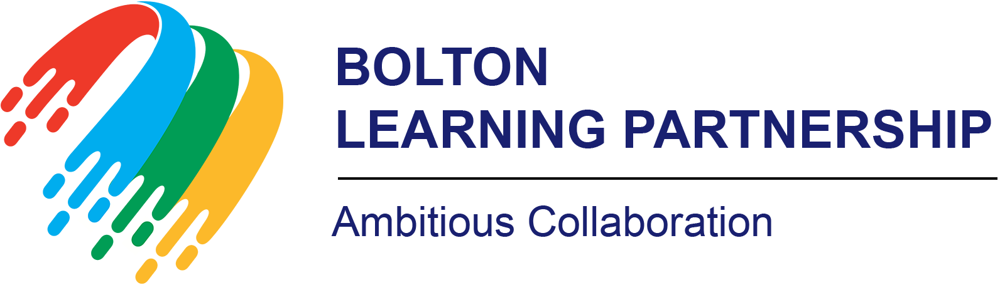 BOLTON
LEARNING PARTNERSHIP
Ambitious Collaboration